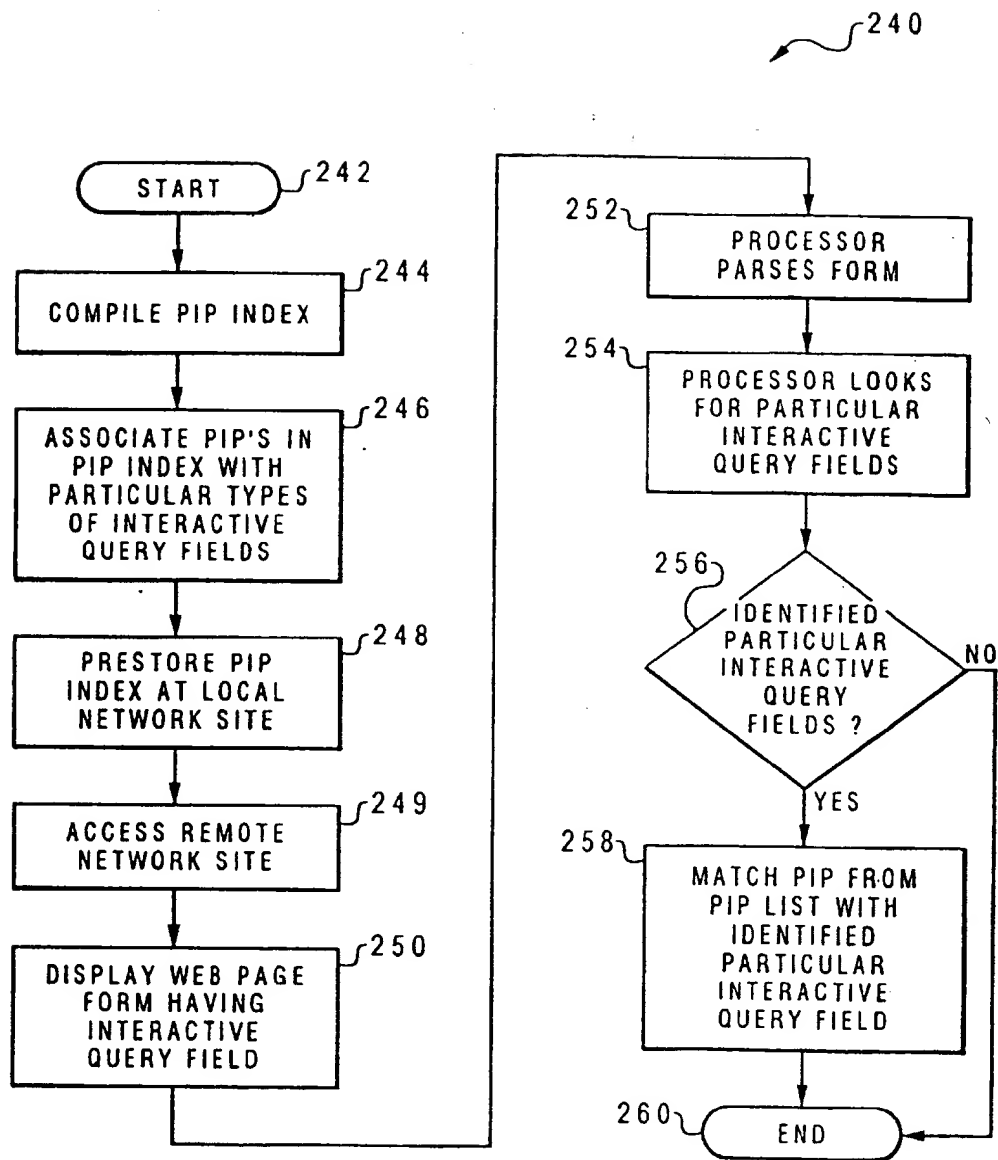 240
START
242
244
COMPILE PIP INDEX
246
ASSOCIATE PIP'S IN
PIP INDEX WITH
PARTICULAR TYPES
OF INTERACTIVE
QUERY FIELDS
248
PRESTORE PIP
INDEX AT LOCAL
NETWORK SITE
249
ACCESS REMOTE
NETWORK SITE
250
DISPLAY WEB PAGE
FORM HAVING
INTERACTIVE
QUERY FIELD
252
PROCESSOR
PARSES FORM
254
PROCESSOR LOOKS
FOR PARTICULAR
INTERACTIVE
QUERY FIELDS
256
IDENTIFIED
PARTICULAR
INTERACTIVE
QUERY
FIELDS ?
NO
YES
258
MATCH PIP FROM
PIP LIST WITH
IDENTIFIED
PARTICULAR
INTERACTIVE
QUERY FIELD
260
END